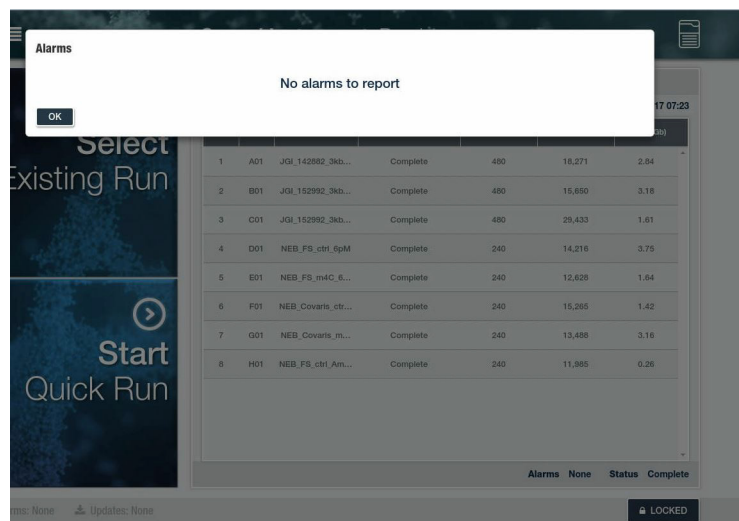 Alarms
No alarms to report
OK
17 07:23
Select
Existing Run
1 A01 JGI_142882_3kb... Complete 480 18,271 2.84
2 B01 JGI_152992_3kb... Complete 480 15,650 3.18
3 C01 JGI_152992_3kb... Complete 480 29,433 1.61
4 D01 NEB_FS_ctrl_6pM Complete 240 14,216 3.75
5 E01 NEB_FS_m4C_6... Complete 240 12,628 1.64
6 F01 NEB_Covaris_ctr... Complete 240 15,265 1.42
7 G01 NEB_Covaris_m... Complete 240 13,488 3.16
8 H01 NEB_FS_ctrl_Am... Complete 240 11,985 0.26
Start
Quick Run
Alarms None Status Complete
rms: None Updates: None
LOCKED